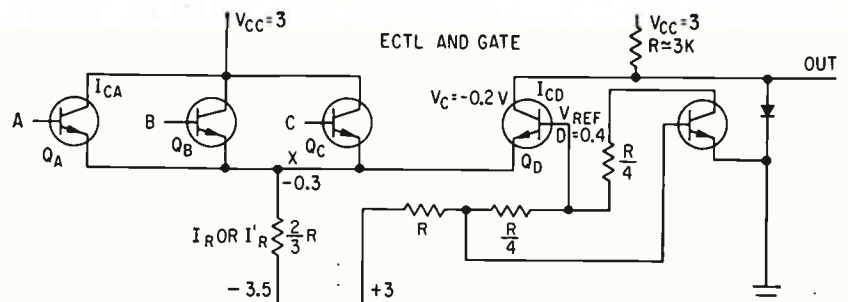 VCC=3
ECTL AND GATE
VCC=3
R≃3K
OUT
ICA
VC=-0.2 V
ICD
VREF
D=0.4
A
B
C
QA
QB
QC
QD
X
-0.3
R/4
IR OR I'R
2/3 R
R
R/4
-3.5
+3